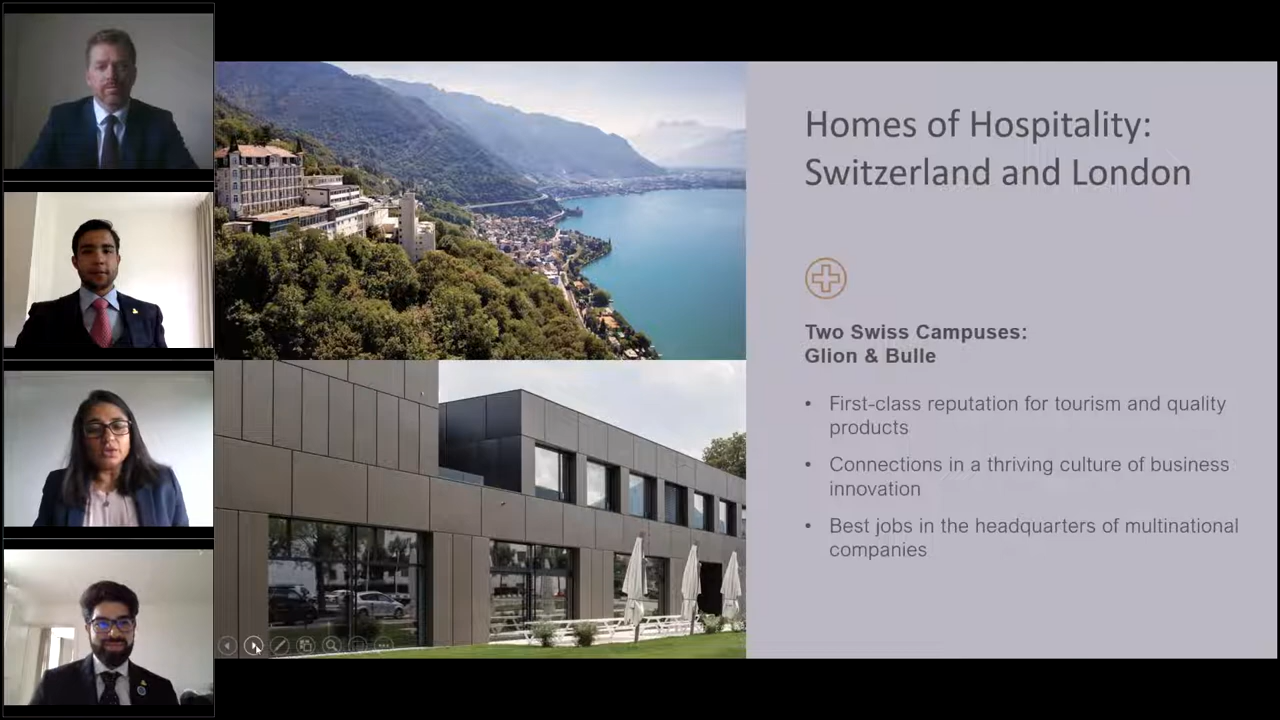 Homes of Hospitality:
Switzerland and London
Two Swiss Campuses:
Glion & Bulle
• First-class reputation for tourism and quality
products
• Connections in a thriving culture of business
innovation
• Best jobs in the headquarters of multinational
companies